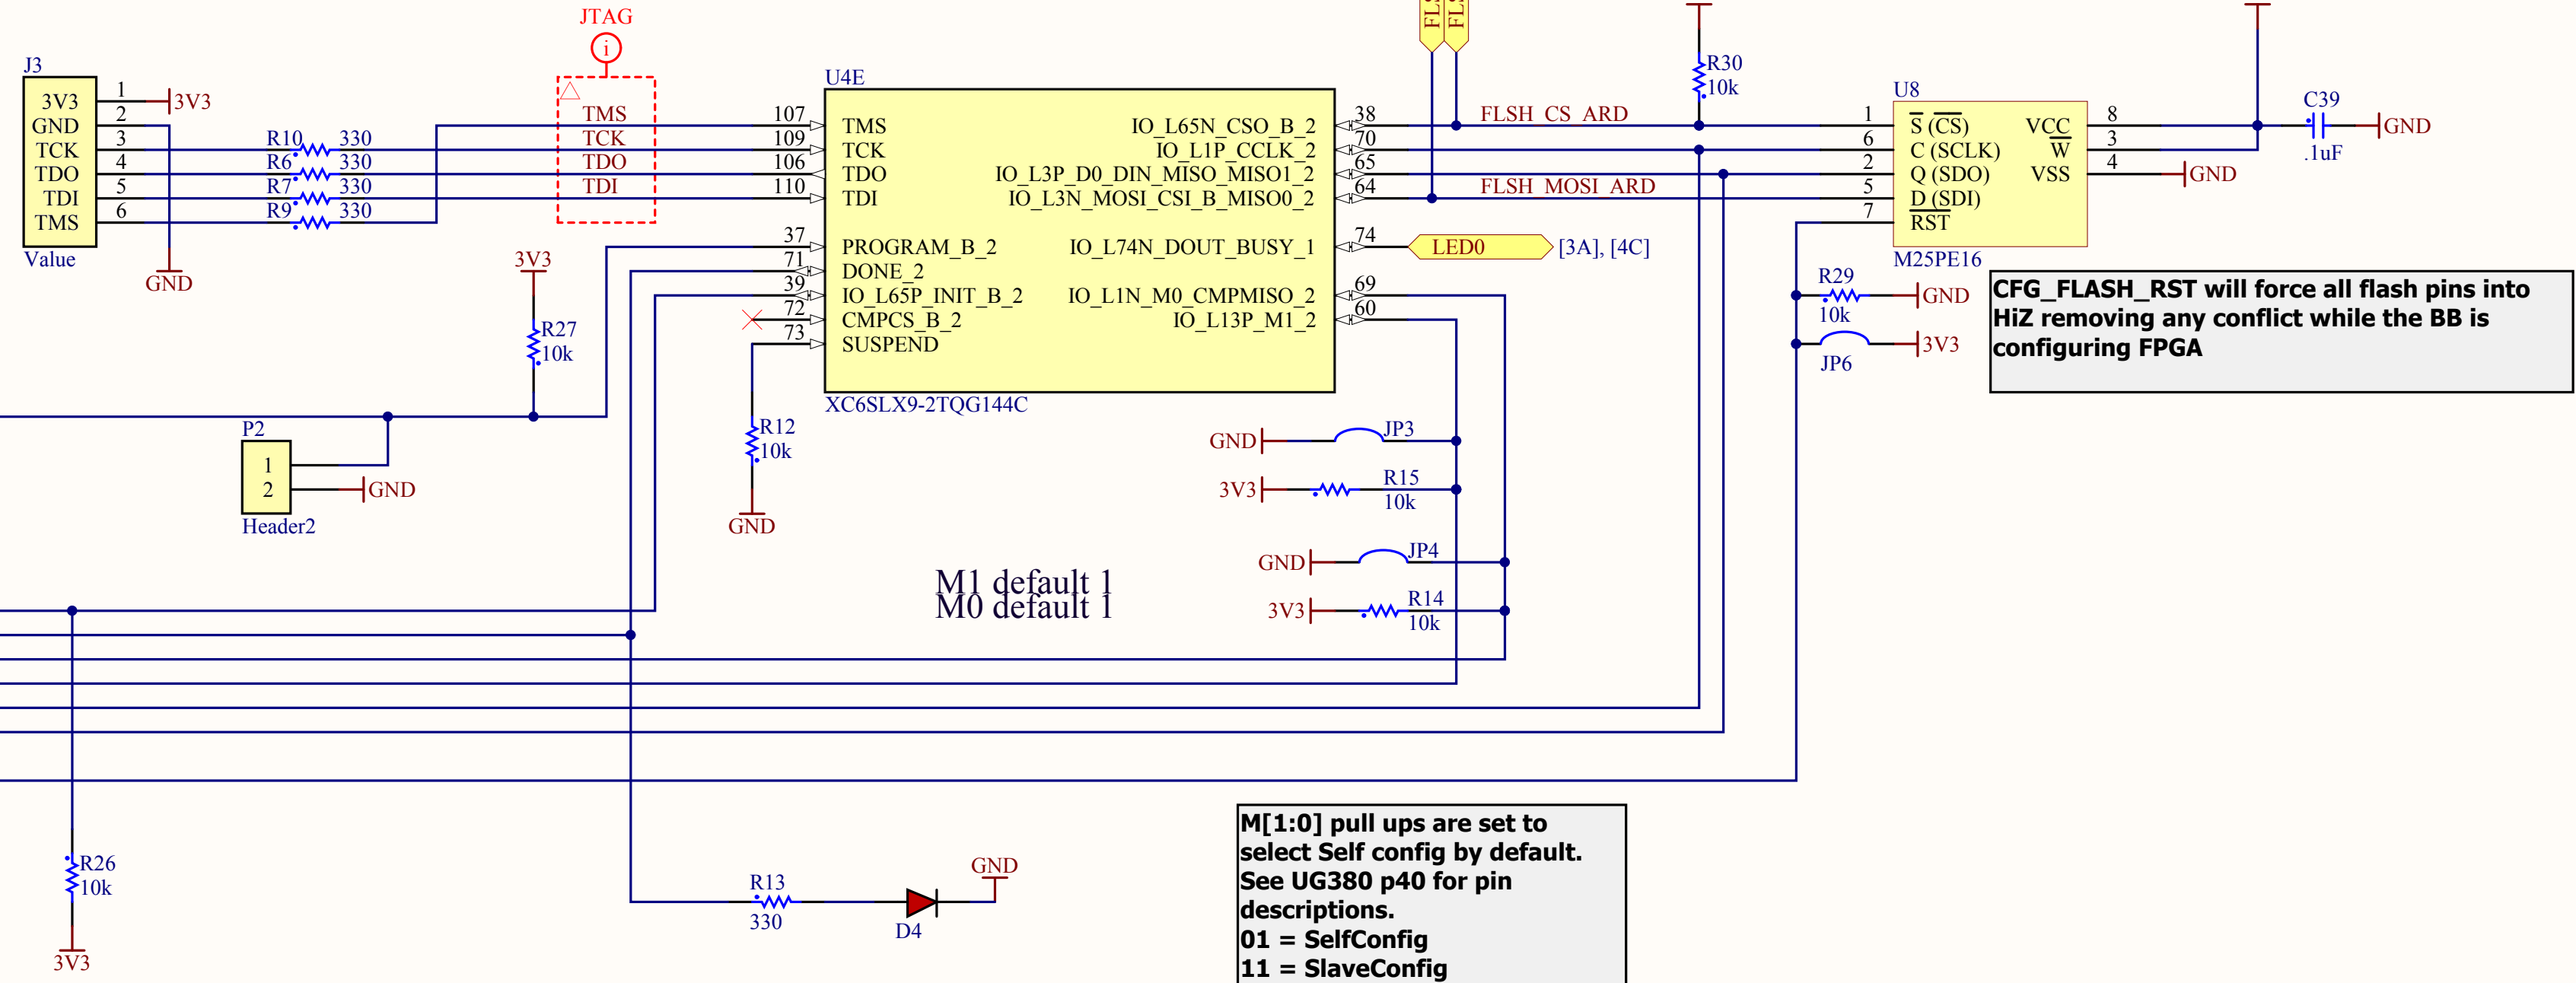 JTAG
J3
3V3
GND
TCK
TDO
TDI
TMS
Value
1
2
3
4
5
6
3V3
GND
R10 330
R6 330
R7 330
R9 330
TMS
TCK
TDO
TDI
U4E
107 TMS
109 TCK
106 TDO
110 TDI
37 PROGRAM_B_2
71 DONE_2
39 IO_L65P_INIT_B_2
72 CMPCS_B_2
73 SUSPEND
IO_L65N_CSO_B_2 38
IO_L1P_CCLK_2 70
IO_L3P_D0_DIN_MISO_MISO1_2 65
IO_L3N_MOSI_CSI_B_MISO0_2 64
IO_L74N_DOUT_BUSY_1 74
IO_L1N_M0_CMPMISO_2 69
IO_L13P_M1_2 60
XC6SLX9-2TQG144C
FLSH_CS_ARD
FLSH_MOSI_ARD
LED0 [3A], [4C]
R30
10k
U8
1 S (CS)
6 C (SCLK)
2 Q (SDO)
5 D (SDI)
7 RST
VCC 8
W 3
VSS 4
M25PE16
C39
.1uF
GND
GND
R29
10k
GND
JP6
3V3
CFG_FLASH_RST will force all flash pins into
HiZ removing any conflict while the BB is
configuring FPGA
3V3
R27
10k
P2
1
2
GND
Header2
R12
10k
GND
GND JP3
3V3 R15
10k
GND JP4
3V3 R14
10k
M1 default 1
M0 default 1
R26
10k
3V3
R13
330
D4
GND
M[1:0] pull ups are set to
select Self config by default.
See UG380 p40 for pin
descriptions.
01 = SelfConfig
11 = SlaveConfig